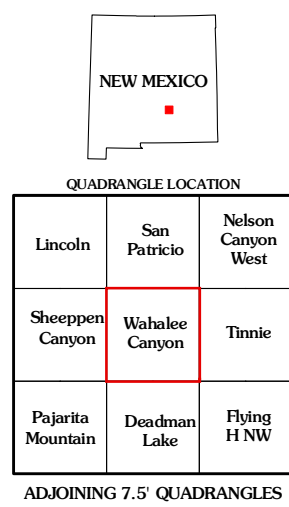 NEW MEXICO
QUADRANGLE LOCATION
Lincoln
San
Patricio
Nelson
Canyon
West
Sheeppen
Canyon
Wahalee
Canyon
Tinnie
Pajarita
Mountain
Deadman
Lake
Flying
H NW
ADJOINING 7.5' QUADRANGLES